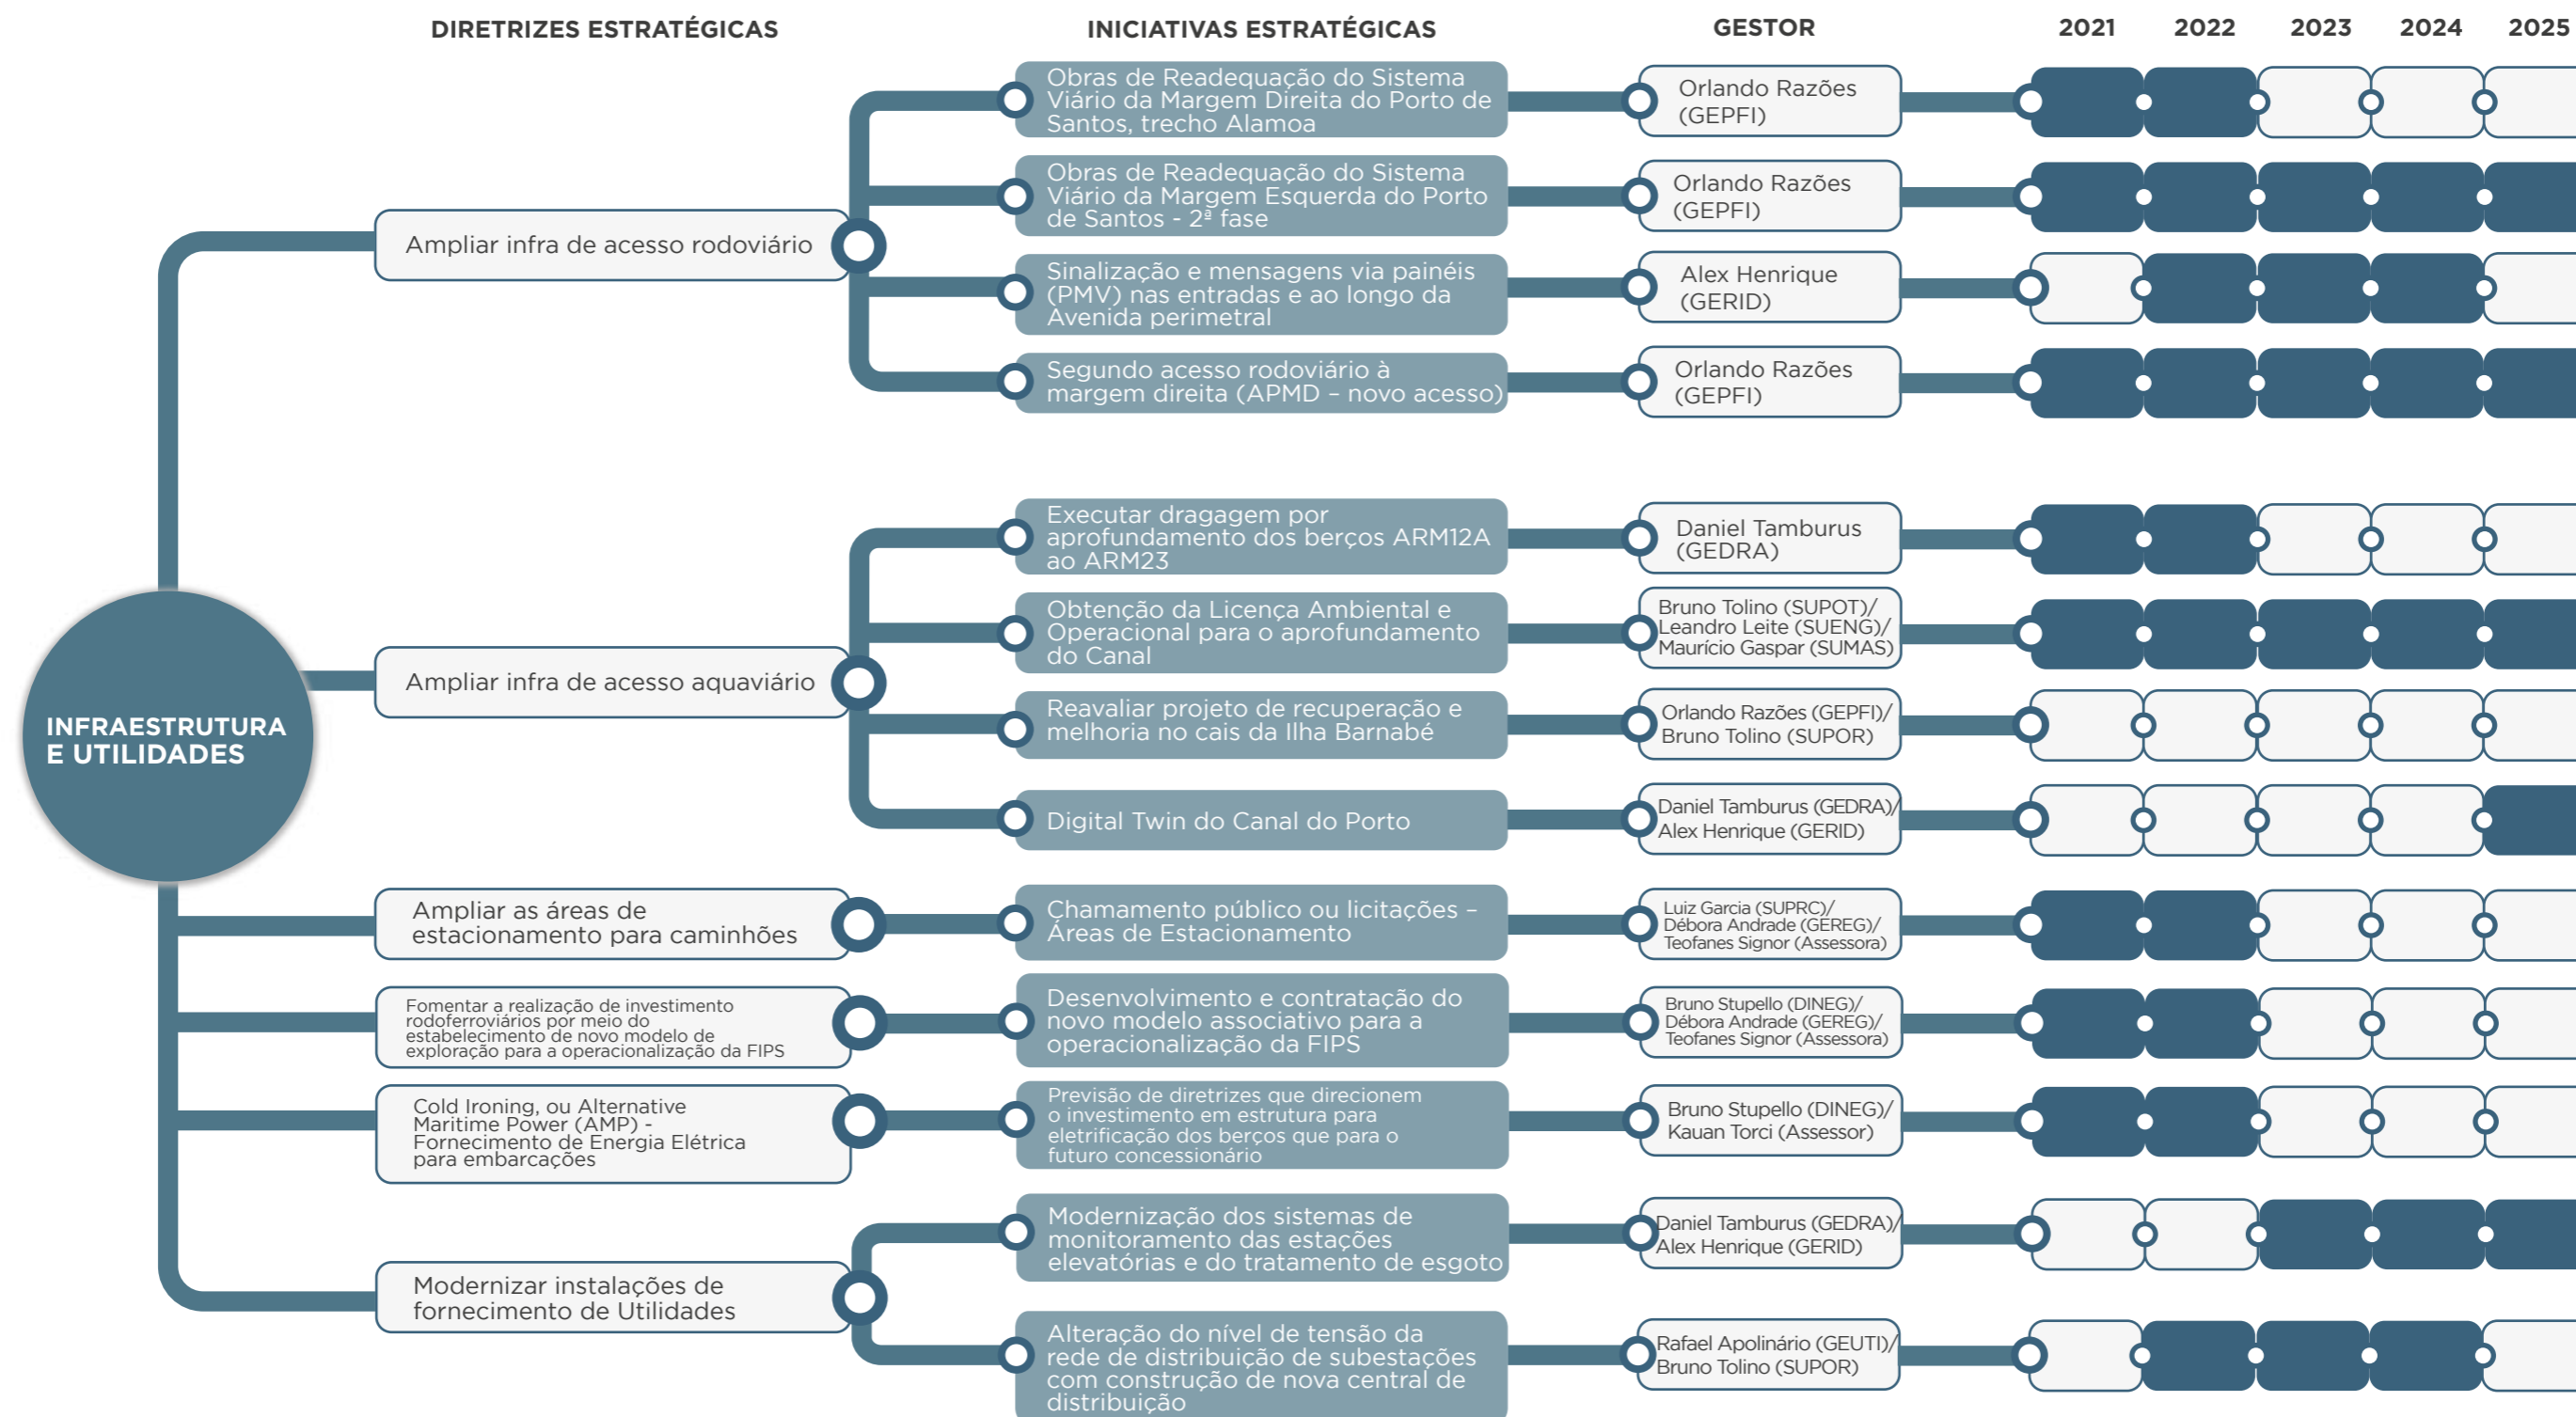 DIRETRIZES ESTRATÉGICAS
INICIATIVAS ESTRATÉGICAS
GESTOR
2021
2022
2023
2024
2025
INFRAESTRUTURA
E UTILIDADES
Ampliar infra de acesso rodoviário
Obras de Readequação do Sistema
Viário da Margem Direita do Porto de
Santos, trecho Alamoa
Orlando Razões
(GEPFI)
Obras de Readequação do Sistema
Viário da Margem Esquerda do Porto
de Santos - 2ª fase
Orlando Razões
(GEPFI)
Sinalização e mensagens via painéis
(PMV) nas entradas e ao longo da
Avenida perimetral
Alex Henrique
(GERID)
Segundo acesso rodoviário à
margem direita (APMD – novo acesso)
Orlando Razões
(GEPFI)
Ampliar infra de acesso aquaviário
Executar dragagem por
aprofundamento dos berços ARM12A
ao ARM23
Daniel Tamburus
(GEDRA)
Obtenção da Licença Ambiental e
Operacional para o aprofundamento
do Canal
Bruno Tolino (SUPOT)/
Leandro Leite (SUENG)/
Maurício Gaspar (SUMAS)
Reavaliar projeto de recuperação e
melhoria no cais da Ilha Barnabé
Orlando Razões (GEPFI)/
Bruno Tolino (SUPOR)
Digital Twin do Canal do Porto
Daniel Tamburus (GEDRA)/
Alex Henrique (GERID)
Ampliar as áreas de
estacionamento para caminhões
Chamamento público ou licitações –
Áreas de Estacionamento
Luiz Garcia (SUPRC)/
Débora Andrade (GEREG)/
Teofanes Signor (Assessora)
Fomentar a realização de investimento
rodoferroviários por meio do
estabelecimento de novo modelo de
exploração para a operacionalização da FIPS
Desenvolvimento e contratação do
novo modelo associativo para a
operacionalização da FIPS
Bruno Stupello (DINEG)/
Débora Andrade (GEREG)/
Teofanes Signor (Assessora)
Cold Ironing, ou Alternative
Maritime Power (AMP) -
Fornecimento de Energia Elétrica
para embarcações
Previsão de diretrizes que direcionem
o investimento em estrutura para
eletrificação dos berços que para o
futuro concessionário
Bruno Stupello (DINEG)/
Kauan Torci (Assessor)
Modernizar instalações de
fornecimento de Utilidades
Modernização dos sistemas de
monitoramento das estações
elevatórias e do tratamento de esgoto
Daniel Tamburus (GEDRA)/
Alex Henrique (GERID)
Alteração do nível de tensão da
rede de distribuição de subestações
com construção de nova central de
distribuição
Rafael Apolinário (GEUTI)/
Bruno Tolino (SUPOR)